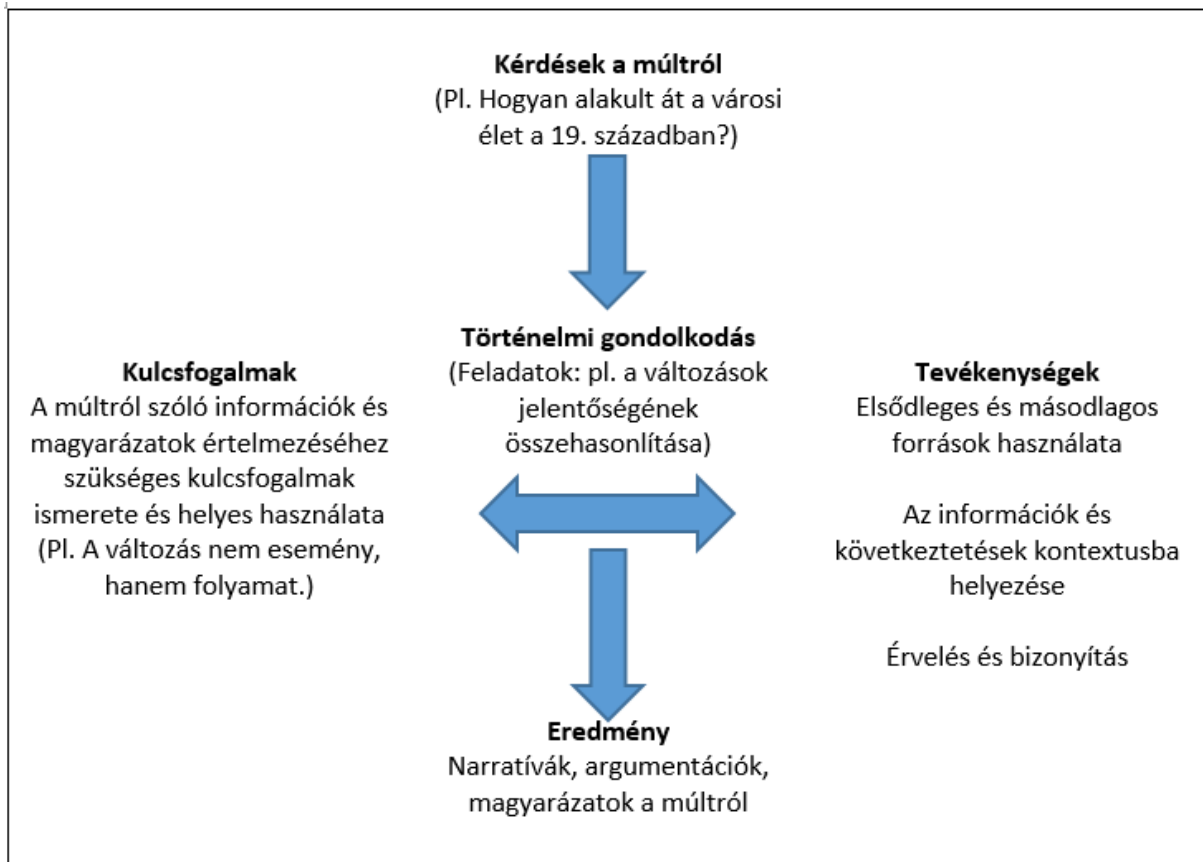 Kérdések a múltról
(Pl. Hogyan alakult át a városi
élet a 19. században?)
Történelmi gondolkodás
(Feladatok: pl. a változások
jelentőségének
összehasonlítása)
Kulcsfogalmak
A múltról szóló információk és
magyarázatok értelmezéséhez
szükséges kulcsfogalmak
ismerete és helyes használata
(Pl. A változás nem esemény,
hanem folyamat.)
Tevékenységek
Elsődleges és másodlagos
források használata
Az információk és
következtetések kontextusba
helyezése
Érvelés és bizonyítás
Eredmény
Narratívák, argumentációk,
magyarázatok a múltról